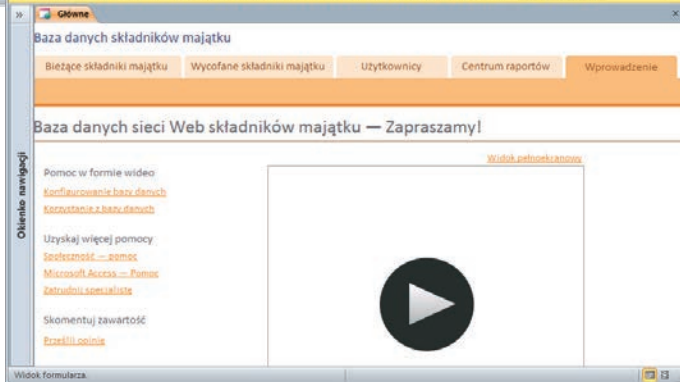 Główne
Baza danych składników majątku
Bieżące składniki majątku Wycofane składniki majątku Użytkownicy Centrum raportów Wprowadzenie
Baza danych sieci Web składników majątku — Zapraszamy!
Widok pełnoekranowy
Okienko nawigacji
Pomoc w formie wideo
Konfigurowanie bazy danych
Korzystanie z bazy danych
Uzyskaj więcej pomocy
Społeczność — pomoc
Microsoft Access — Pomoc
Zatrudnij specjalistę
Skomentuj zawartość
Prześlij opinię
Widok formularza.